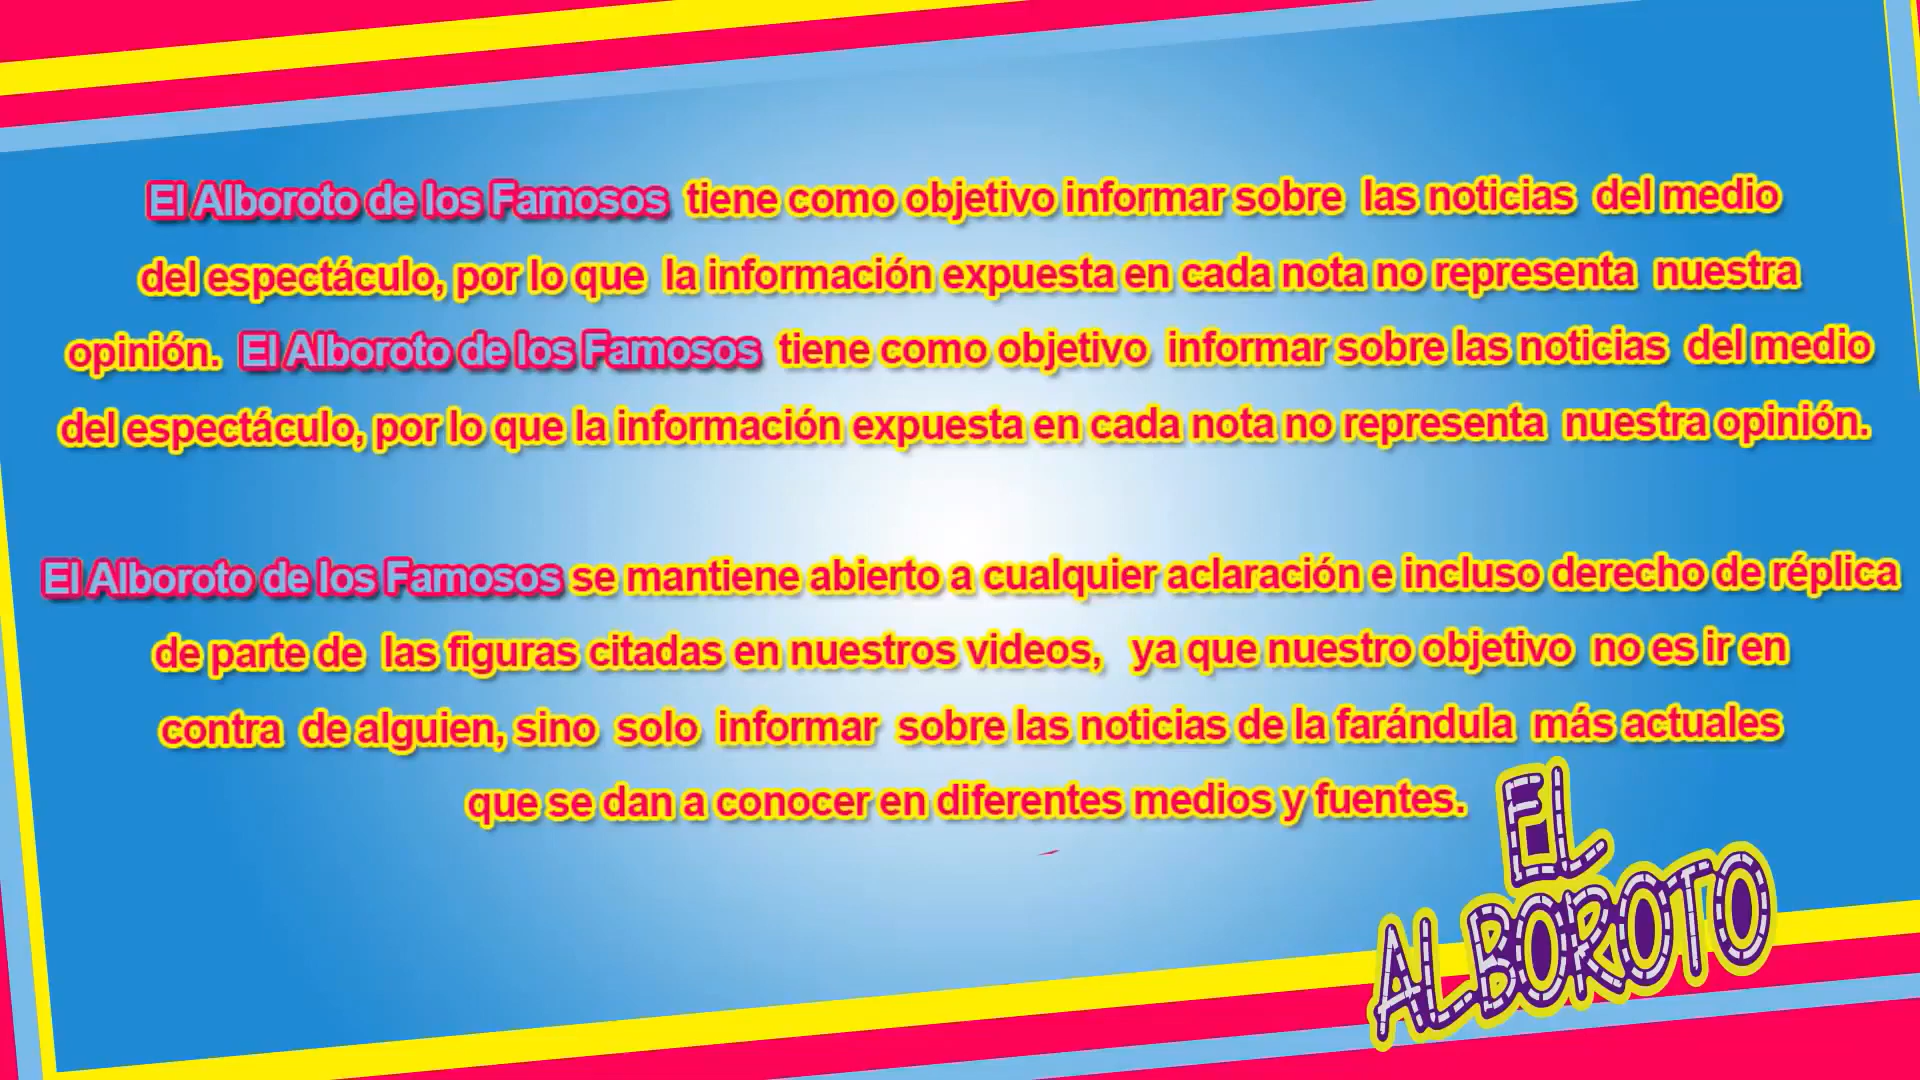 El Alboroto de los Famosos tiene como objetivo informar sobre las noticias del medio
del espectáculo, por lo que la información expuesta en cada nota no representa nuestra
opinión. El Alboroto de los Famosos tiene como objetivo informar sobre las noticias del medio
del espectáculo, por lo que la información expuesta en cada nota no representa nuestra opinión.
El Alboroto de los Famosos se mantiene abierto a cualquier aclaración e incluso derecho de réplica
de parte de las figuras citadas en nuestros videos, ya que nuestro objetivo no es ir en
contra de alguien, sino solo informar sobre las noticias de la farándula más actuales
que se dan a conocer en diferentes medios y fuentes.
EL
ALBOROTO